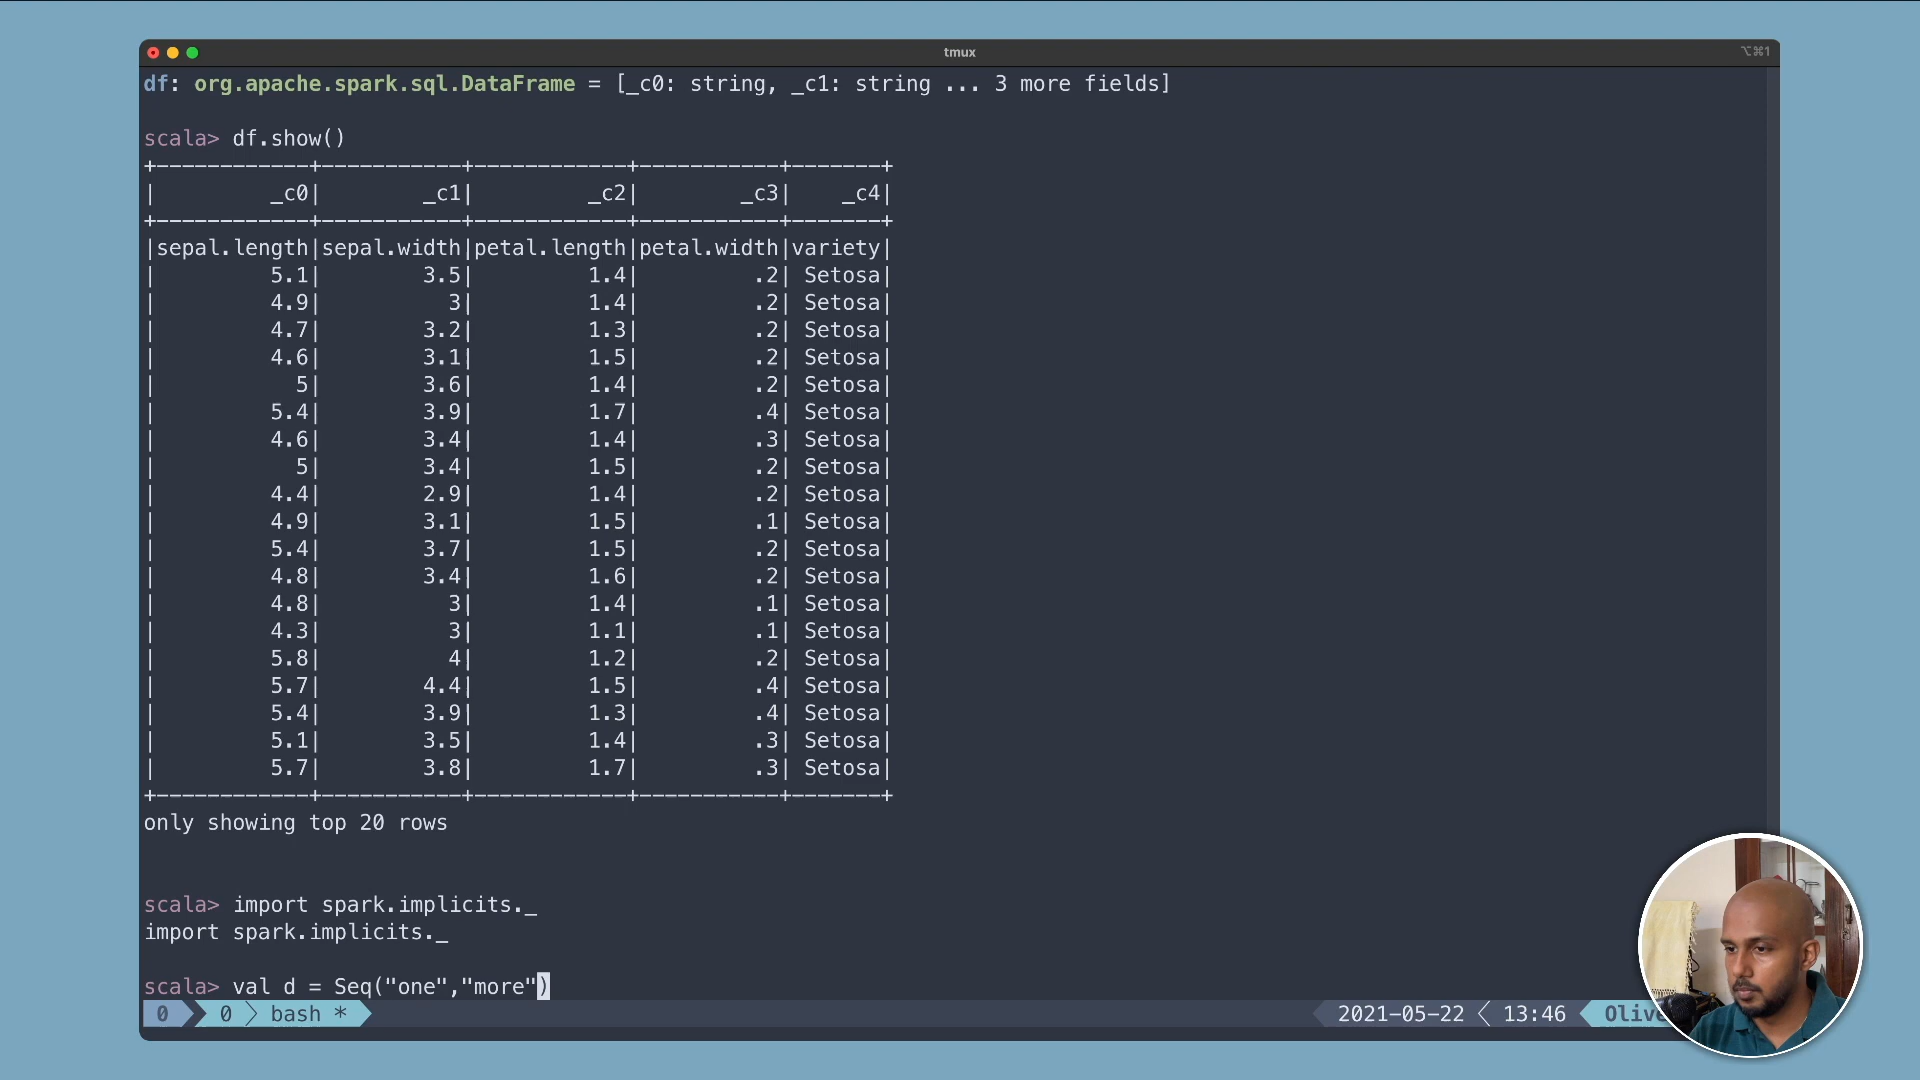 tmux
⌥⌘1
df: org.apache.spark.sql.DataFrame = [_c0: string, _c1: string ... 3 more fields]
scala> df.show()
+------------+-----------+------------+-----------+-------+
|         _c0|        _c1|         _c2|        _c3|    _c4|
+------------+-----------+------------+-----------+-------+
|sepal.length|sepal.width|petal.length|petal.width|variety|
|         5.1|        3.5|         1.4|         .2| Setosa|
|         4.9|          3|         1.4|         .2| Setosa|
|         4.7|        3.2|         1.3|         .2| Setosa|
|         4.6|        3.1|         1.5|         .2| Setosa|
|           5|        3.6|         1.4|         .2| Setosa|
|         5.4|        3.9|         1.7|         .4| Setosa|
|         4.6|        3.4|         1.4|         .3| Setosa|
|           5|        3.4|         1.5|         .2| Setosa|
|         4.4|        2.9|         1.4|         .2| Setosa|
|         4.9|        3.1|         1.5|         .1| Setosa|
|         5.4|        3.7|         1.5|         .2| Setosa|
|         4.8|        3.4|         1.6|         .2| Setosa|
|         4.8|          3|         1.4|         .1| Setosa|
|         4.3|          3|         1.1|         .1| Setosa|
|         5.8|          4|         1.2|         .2| Setosa|
|         5.7|        4.4|         1.5|         .4| Setosa|
|         5.4|        3.9|         1.3|         .4| Setosa|
|         5.1|        3.5|         1.4|         .3| Setosa|
|         5.7|        3.8|         1.7|         .3| Setosa|
+------------+-----------+------------+-----------+-------+
only showing top 20 rows
scala> import spark.implicits._
import spark.implicits._
scala> val d = Seq("one","more")
0 0 bash * 2021-05-22 13:46